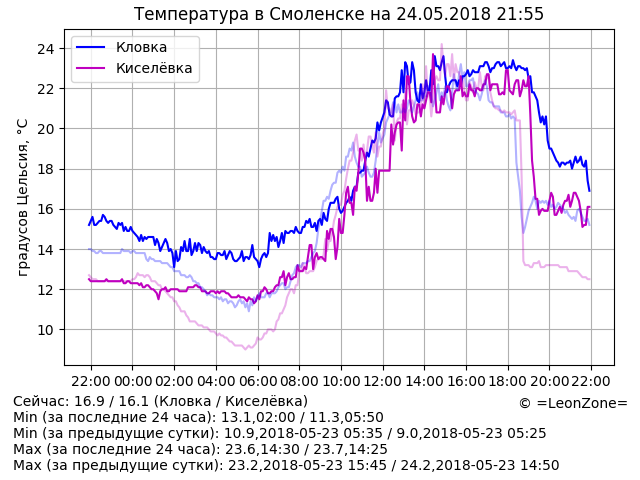 Температура в Смоленске на 24.05.2018 21:55
Кловка
Киселёвка
градусов Цельсия, °C
24
22
20
18
16
14
12
10
22:00 00:00 02:00 04:00 06:00 08:00 10:00 12:00 14:00 16:00 18:00 20:00 22:00
Сейчас: 16.9 / 16.1 (Кловка / Киселёвка)
© =LeonZone=
Min (за последние 24 часа): 13.1,02:00 / 11.3,05:50
Min (за предыдущие сутки): 10.9,2018-05-23 05:35 / 9.0,2018-05-23 05:25
Max (за последние 24 часа): 23.6,14:30 / 23.7,14:25
Max (за предыдущие сутки): 23.2,2018-05-23 15:45 / 24.2,2018-05-23 14:50